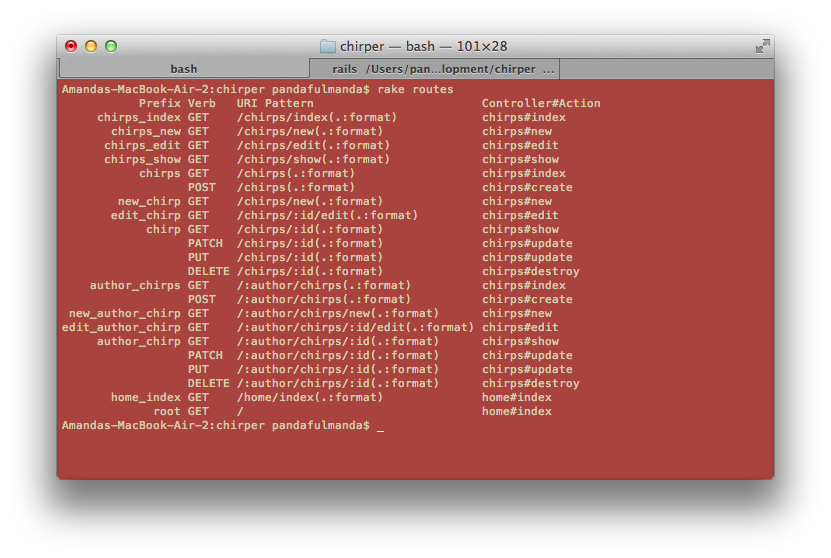 chirper — bash — 101×28
bash
rails /Users/pan...lopment/chirper ...
Amandas-MacBook-Air-2:chirper pandafulmanda$ rake routes
Prefix Verb URI Pattern Controller#Action
chirps_index GET /chirps/index(.:format) chirps#index
chirps_new GET /chirps/new(.:format) chirps#new
chirps_edit GET /chirps/edit(.:format) chirps#edit
chirps_show GET /chirps/show(.:format) chirps#show
chirps GET /chirps(.:format) chirps#index
POST /chirps(.:format) chirps#create
new_chirp GET /chirps/new(.:format) chirps#new
edit_chirp GET /chirps/:id/edit(.:format) chirps#edit
chirp GET /chirps/:id(.:format) chirps#show
PATCH /chirps/:id(.:format) chirps#update
PUT /chirps/:id(.:format) chirps#update
DELETE /chirps/:id(.:format) chirps#destroy
author_chirps GET /:author/chirps(.:format) chirps#index
POST /:author/chirps(.:format) chirps#create
new_author_chirp GET /:author/chirps/new(.:format) chirps#new
edit_author_chirp GET /:author/chirps/:id/edit(.:format) chirps#edit
author_chirp GET /:author/chirps/:id(.:format) chirps#show
PATCH /:author/chirps/:id(.:format) chirps#update
PUT /:author/chirps/:id(.:format) chirps#update
DELETE /:author/chirps/:id(.:format) chirps#destroy
home_index GET /home/index(.:format) home#index
root GET / home#index
Amandas-MacBook-Air-2:chirper pandafulmanda$ _